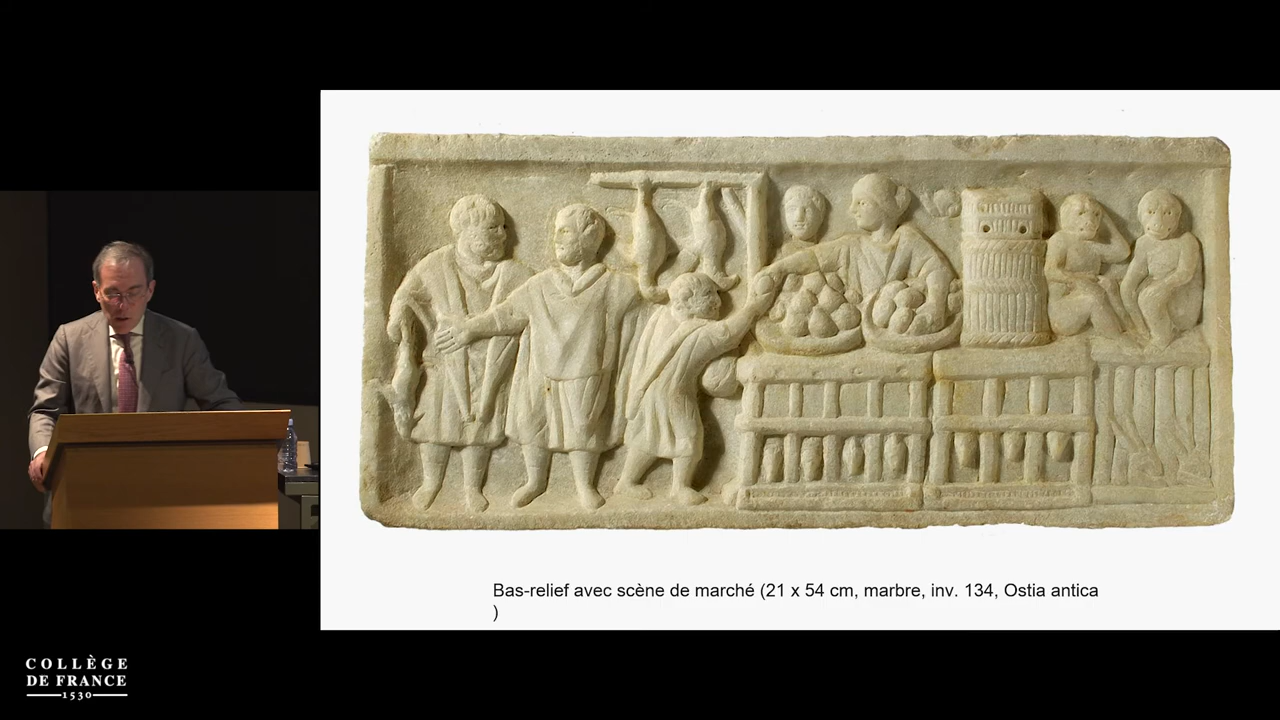 Bas-relief avec scène de marché (21 x 54 cm, marbre, inv. 134, Ostia antica
)
COLLÈGE
DE FRANCE
1530